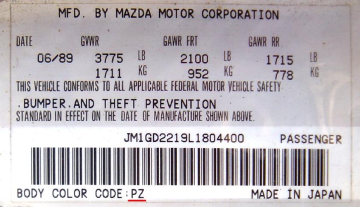 MFD. BY MAZDA MOTOR CORPORATION
DATE GVWR GAWR FRT GAWR RR
06/89 3775 LB 2100 LB 1715 LB
1711 KG 952 KG 778 KG
THIS VEHICLE CONFORMS TO ALL APPLICABLE FEDERAL MOTOR VEHICLE SAFETY
.BUMPER.AND THEFT PREVENTION
STANDARD IN EFFECT ON THE DATE OF MANUFACTURE SHOWN ABOVE.
JM1GD2219L1804400 PASSENGER
BODY COLOR CODE:PZ MADE IN JAPAN